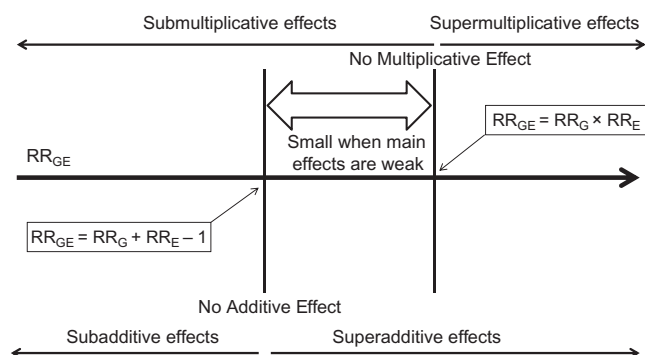 Submultiplicative effects
Supermultiplicative effects
No Multiplicative Effect
RR_GE = RR_G × RR_E
Small when main
effects are weak
RR_GE
RR_GE = RR_G + RR_E – 1
No Additive Effect
Subadditive effects
Superadditive effects